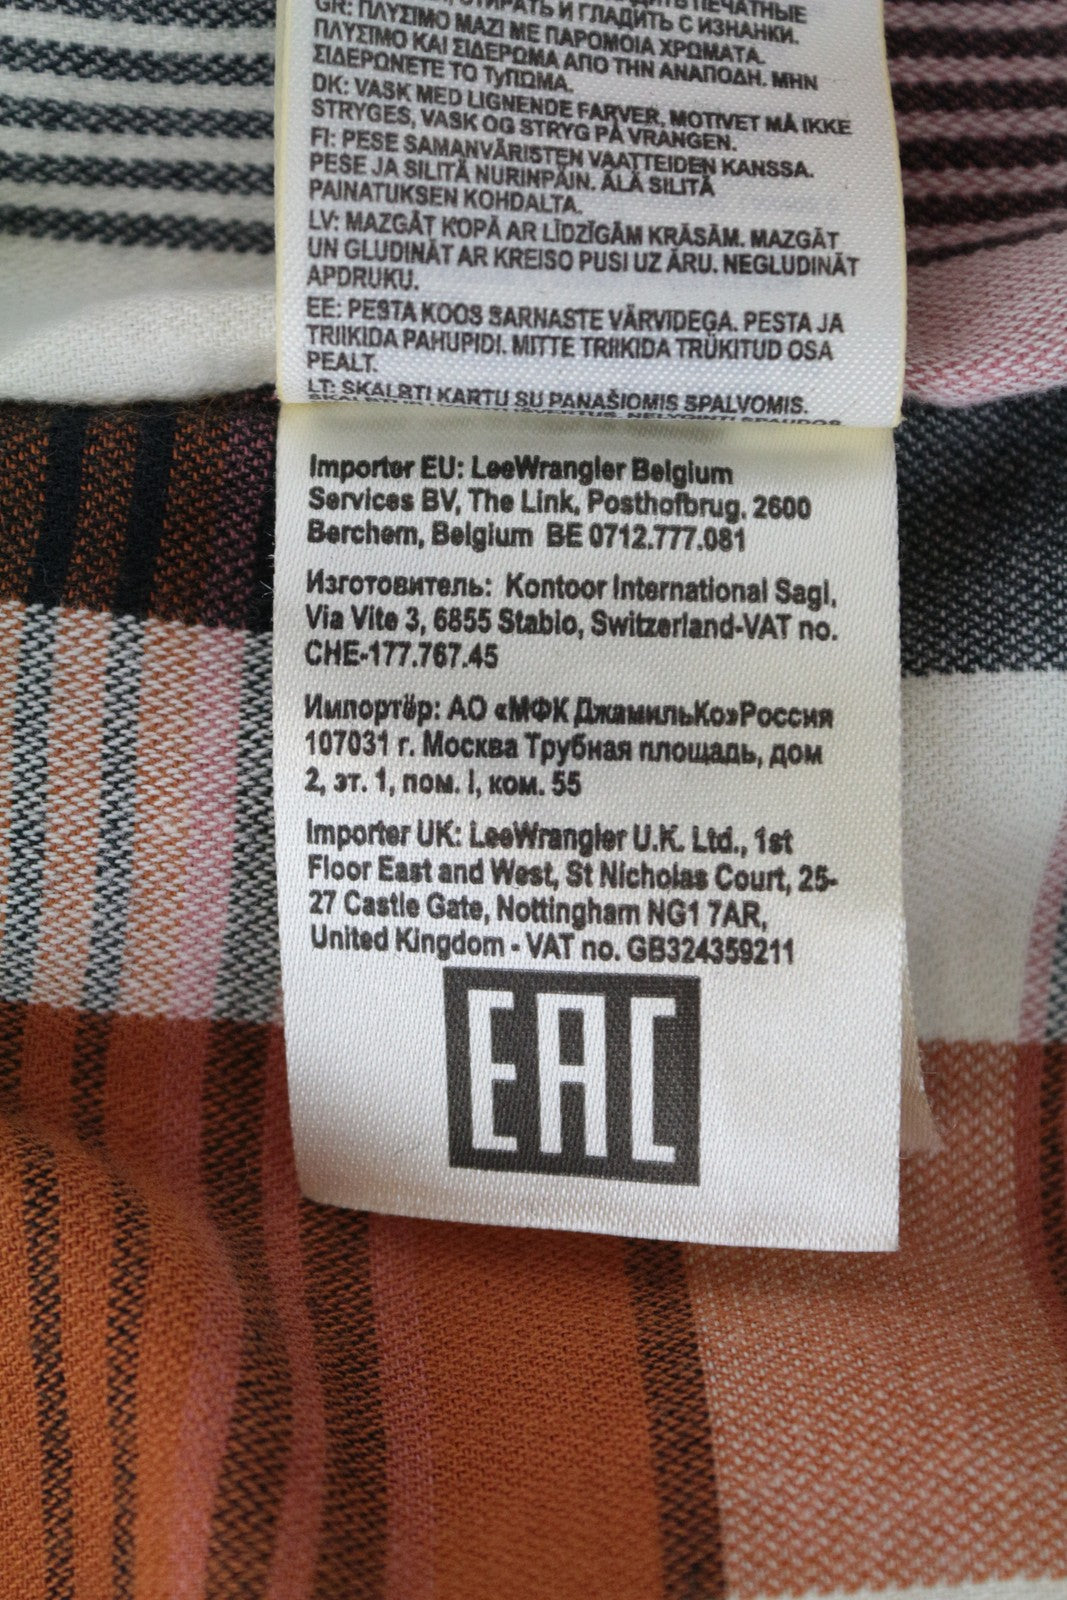 СТИРАТЬ И ГЛАДИТЬ С ИЗНАНКИ.
GR: ΠΛΥΣΙΜΟ ΜΑΖΙ ΜΕ ΠΑΡΟΜΟΙΑ ΧΡΩΜΑΤΑ.
ΠΛΥΣΙΜΟ ΚΑΙ ΣΙΔΕΡΩΜΑ ΑΠΟ ΤΗΝ ΑΝΑΠΟΔΗ. ΜΗΝ
ΣΙΔΕΡΩΝΕΤΕ ΤΟ ΤυΠΩΜΑ.
DK: VASK MED LIGNENDE FARVER, MOTIVET MÅ IKKE
STRYGES, VASK OG STRYG PÅ VRANGEN.
FI: PESE SAMANVÄRISTEN VAATTEIDEN KANSSA.
PESE JA SILITÄ NURINPÄIN. ÄLÄ SILITÄ
PAINATUKSEN KOHDALTA.
LV: MAZGĀT KOPĀ AR LĪDZĪGĀM KRĀSĀM. MAZGĀT
UN GLUDINĀT AR KREISO PUSI UZ ĀRU. NEGLUDINĀT
APDRUKU.
EE: PESTA KOOS SARNASTE VÄRVIDEGA. PESTA JA
TRIIKIDA PAHUPIDI. MITTE TRIIKIDA TRÜKITUD OSA
PEALT.
LT: SKALBTI KARTU SU PANAŠIOMIS SPALVOMIS.
Importer EU: LeeWrangler Belgium
Services BV, The Link, Posthofbrug, 2600
Berchem, Belgium BE 0712.777.081
Изготовитель: Kontoor International Sagl,
Via Vite 3, 6855 Stabio, Switzerland-VAT no.
CHE-177.767.45
Импортёр: АО «МФК ДжамильКо»Россия
107031 г. Москва Трубная площадь, дом
2, эт. 1, пом. I, ком. 55
Importer UK: LeeWrangler U.K. Ltd., 1st
Floor East and West, St Nicholas Court, 25-
27 Castle Gate, Nottingham NG1 7AR,
United Kingdom - VAT no. GB324359211
EAC